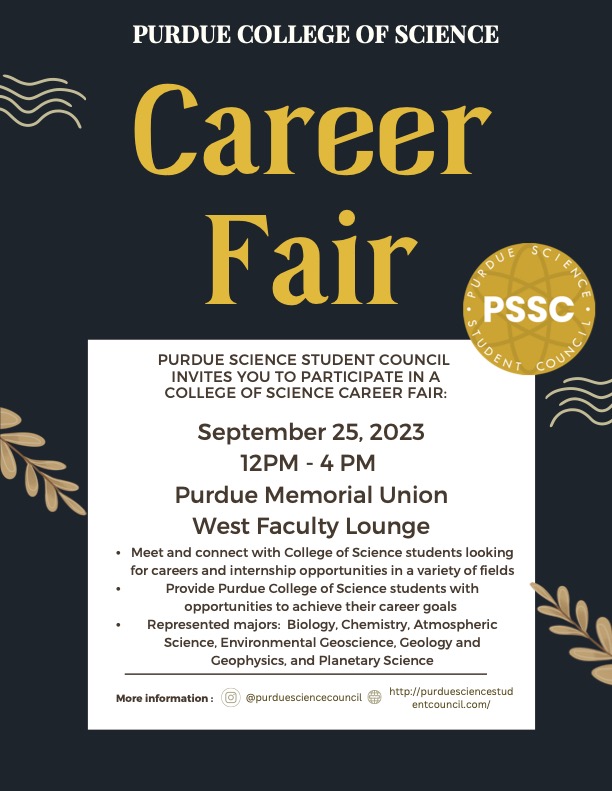 PURDUE COLLEGE OF SCIENCE
Career
Fair
PURDUE SCIENCE
PSSC
STUDENT COUNCIL
PURDUE SCIENCE STUDENT COUNCIL
INVITES YOU TO PARTICIPATE IN A
COLLEGE OF SCIENCE CAREER FAIR:
September 25, 2023
12PM - 4 PM
Purdue Memorial Union
West Faculty Lounge
• Meet and connect with College of Science students looking
for careers and internship opportunities in a variety of fields
• Provide Purdue College of Science students with
opportunities to achieve their career goals
• Represented majors: Biology, Chemistry, Atmospheric
Science, Environmental Geoscience, Geology and
Geophysics, and Planetary Science
More information : @purduesciencecouncil http://purduesciencestud
entcouncil.com/